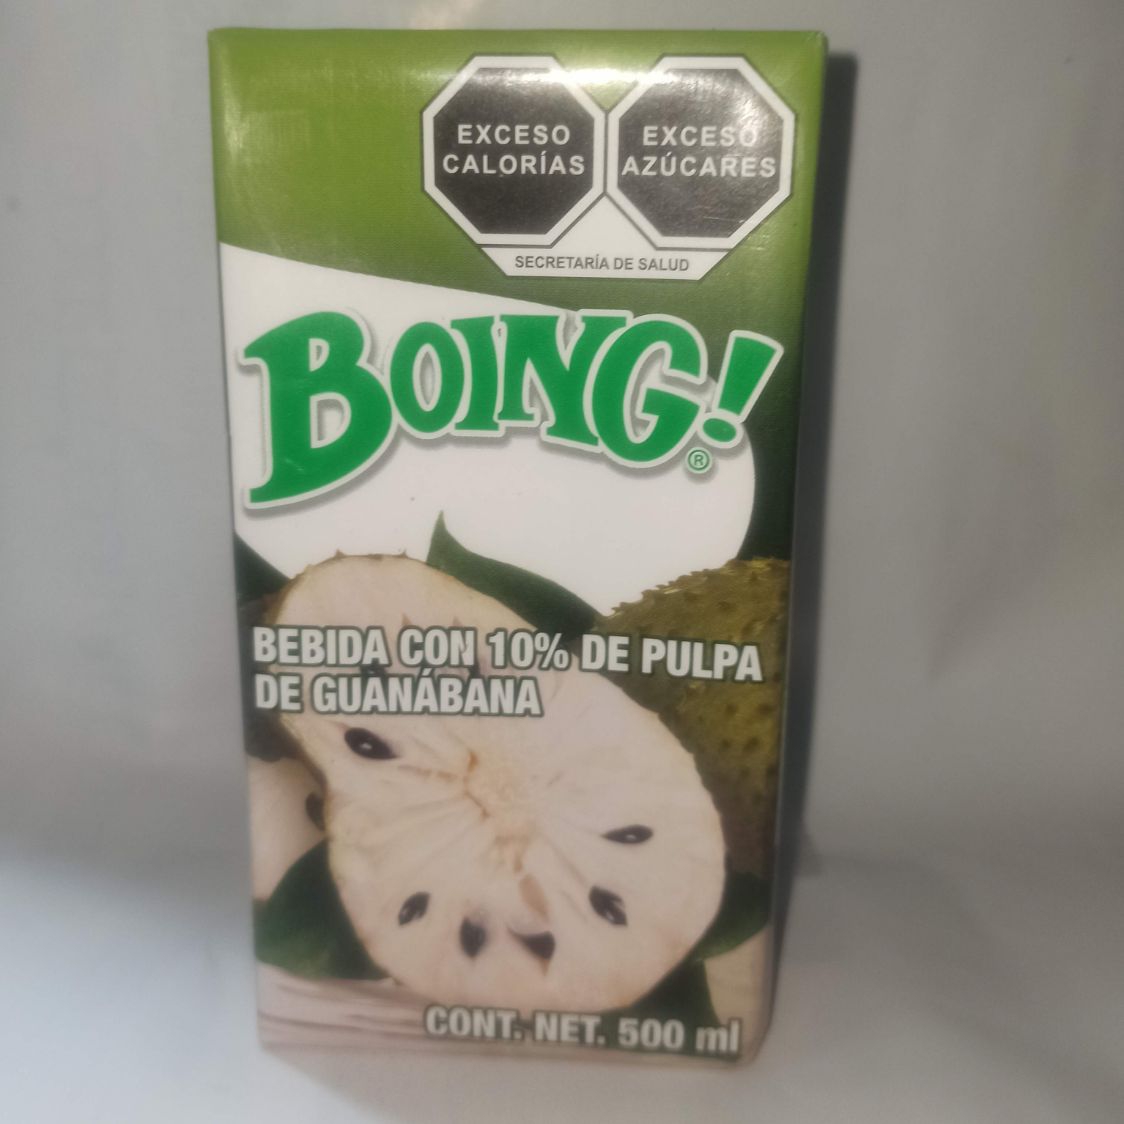 EXCESO
CALORÍAS
EXCESO
AZÚCARES
SECRETARÍA DE SALUD
BOING!
®
BEBIDA CON 10% DE PULPA
DE GUANÁBANA
CONT. NET. 500 ml